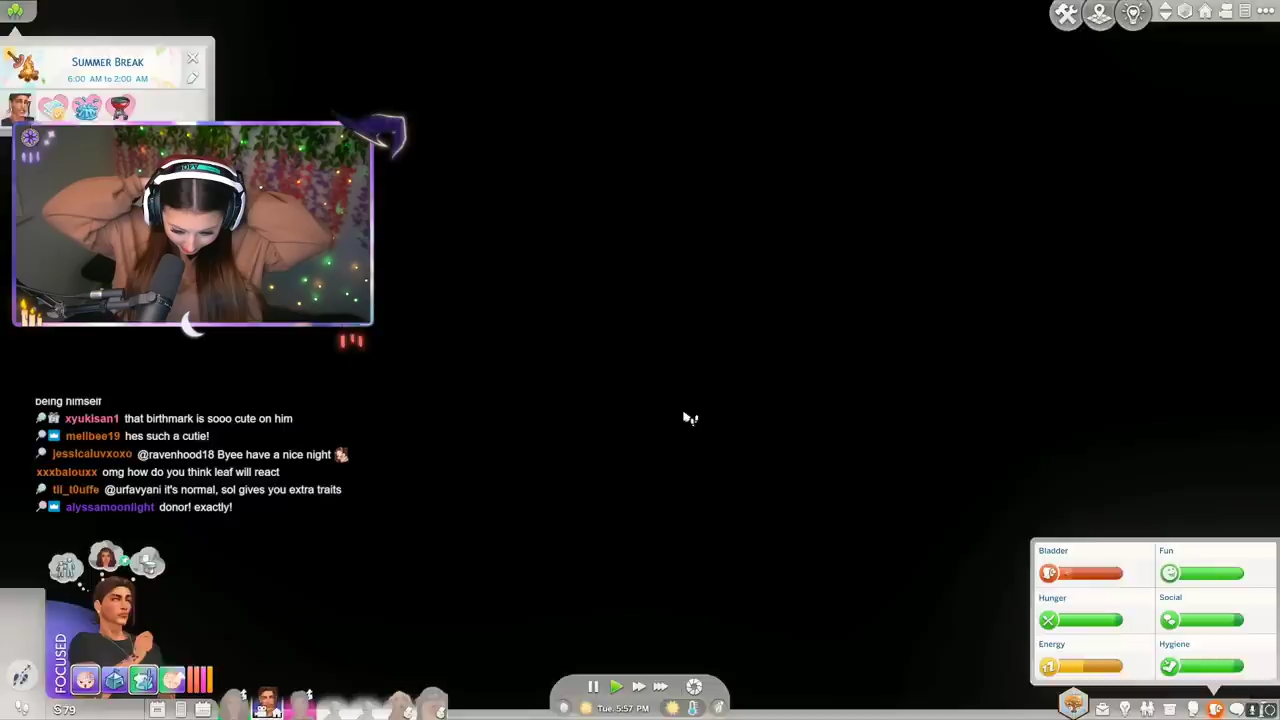 SUMMER BREAK
6:00 AM to 2:00 AM
being himself
xyukisan1 that birthmark is sooo cute on him
mellbee19 hes such a cutie!
jessicaluvxoxo @ravenhood18 Byee have a nice night
xxxbalouxx omg how do you think leaf will react
tli_t0uffe @urfavyani it's normal, sol gives you extra traits
alyssamoonlight donor! exactly!
Bladder
Fun
Hunger
Social
Energy
Hygiene
FOCUSED
§79
Tue. 5:57 PM